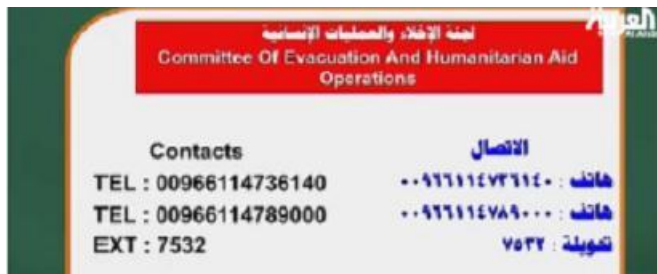 العربية
لجنة الإخلاء والعمليات الإنسانية
Committee Of Evacuation And Humanitarian Aid
Operations
Contacts
الاتصال
TEL : 00966114736140
هاتف : ٠٠٩٦٦١١٤٧٣٦١٤٠
TEL : 00966114789000
هاتف : ٠٠٩٦٦١١٤٧٨٩٠٠٠
EXT : 7532
تحويلة : ٧٥٣٢